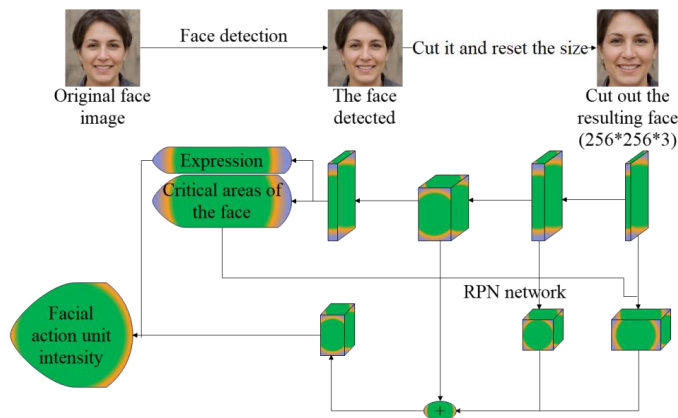 Face detection
Cut it and reset the size
Original face
image
The face
detected
Cut out the
resulting face
(256*256*3)
Expression
Critical areas of
the face
RPN network
Facial
action unit
intensity
+